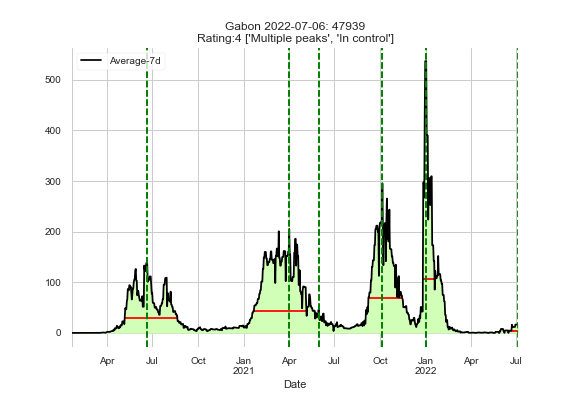 Gabon 2022-07-06: 47939
Rating:4 ['Multiple peaks', 'In control']
Average-7d
500
400
300
200
100
0
Apr Jul Oct Jan Apr Jul Oct Jan Jul
2021 2022
Date